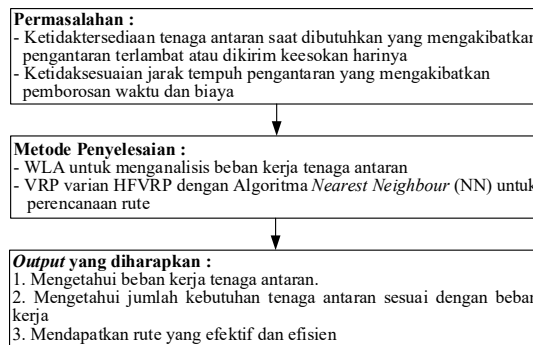 Permasalahan :
- Ketidaktersediaan tenaga antaran saat dibutuhkan yang mengakibatkan
pengantaran terlambat atau dikirim keesokan harinya
- Ketidaksesuaian jarak tempuh pengantaran yang mengakibatkan
pemborosan waktu dan biaya
Metode Penyelesaian :
- WLA untuk menganalisis beban kerja tenaga antaran
- VRP varian HFVRP dengan Algoritma Nearest Neighbour (NN) untuk
perencanaan rute
Output yang diharapkan :
1. Mengetahui beban kerja tenaga antaran.
2. Mengetahui jumlah kebutuhan tenaga antaran sesuai dengan beban
kerja
3. Mendapatkan rute yang efektif dan efisien